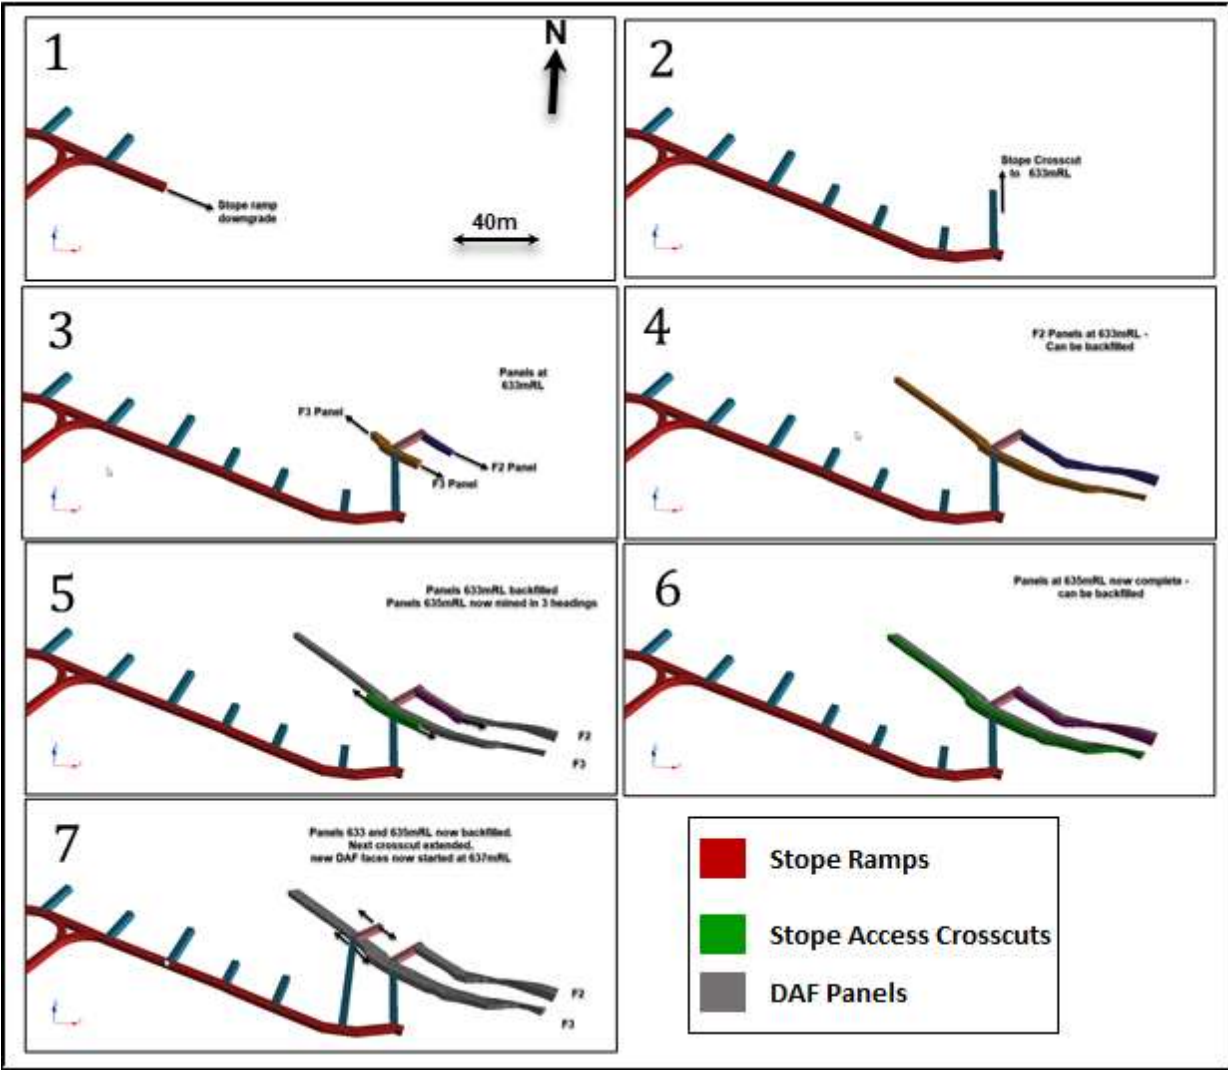 1
N
Stope ramp
downgrade
40m
2
Stope Crosscut
to 633mRL
3
Panels at
633mRL
F3 Panel
F2 Panel
F3 Panel
4
F2 Panels at 633mRL -
Can be backfilled
5
Panels 633mRL backfilled
Panels 635mRL now mined in 3 headings
F2
F3
6
Panels at 635mRL now complete -
can be backfilled
7
Panels 633 and 635mRL now backfilled.
Next crosscut extended.
new DAF faces now started at 637mRL
F2
F3
Stope Ramps
Stope Access Crosscuts
DAF Panels